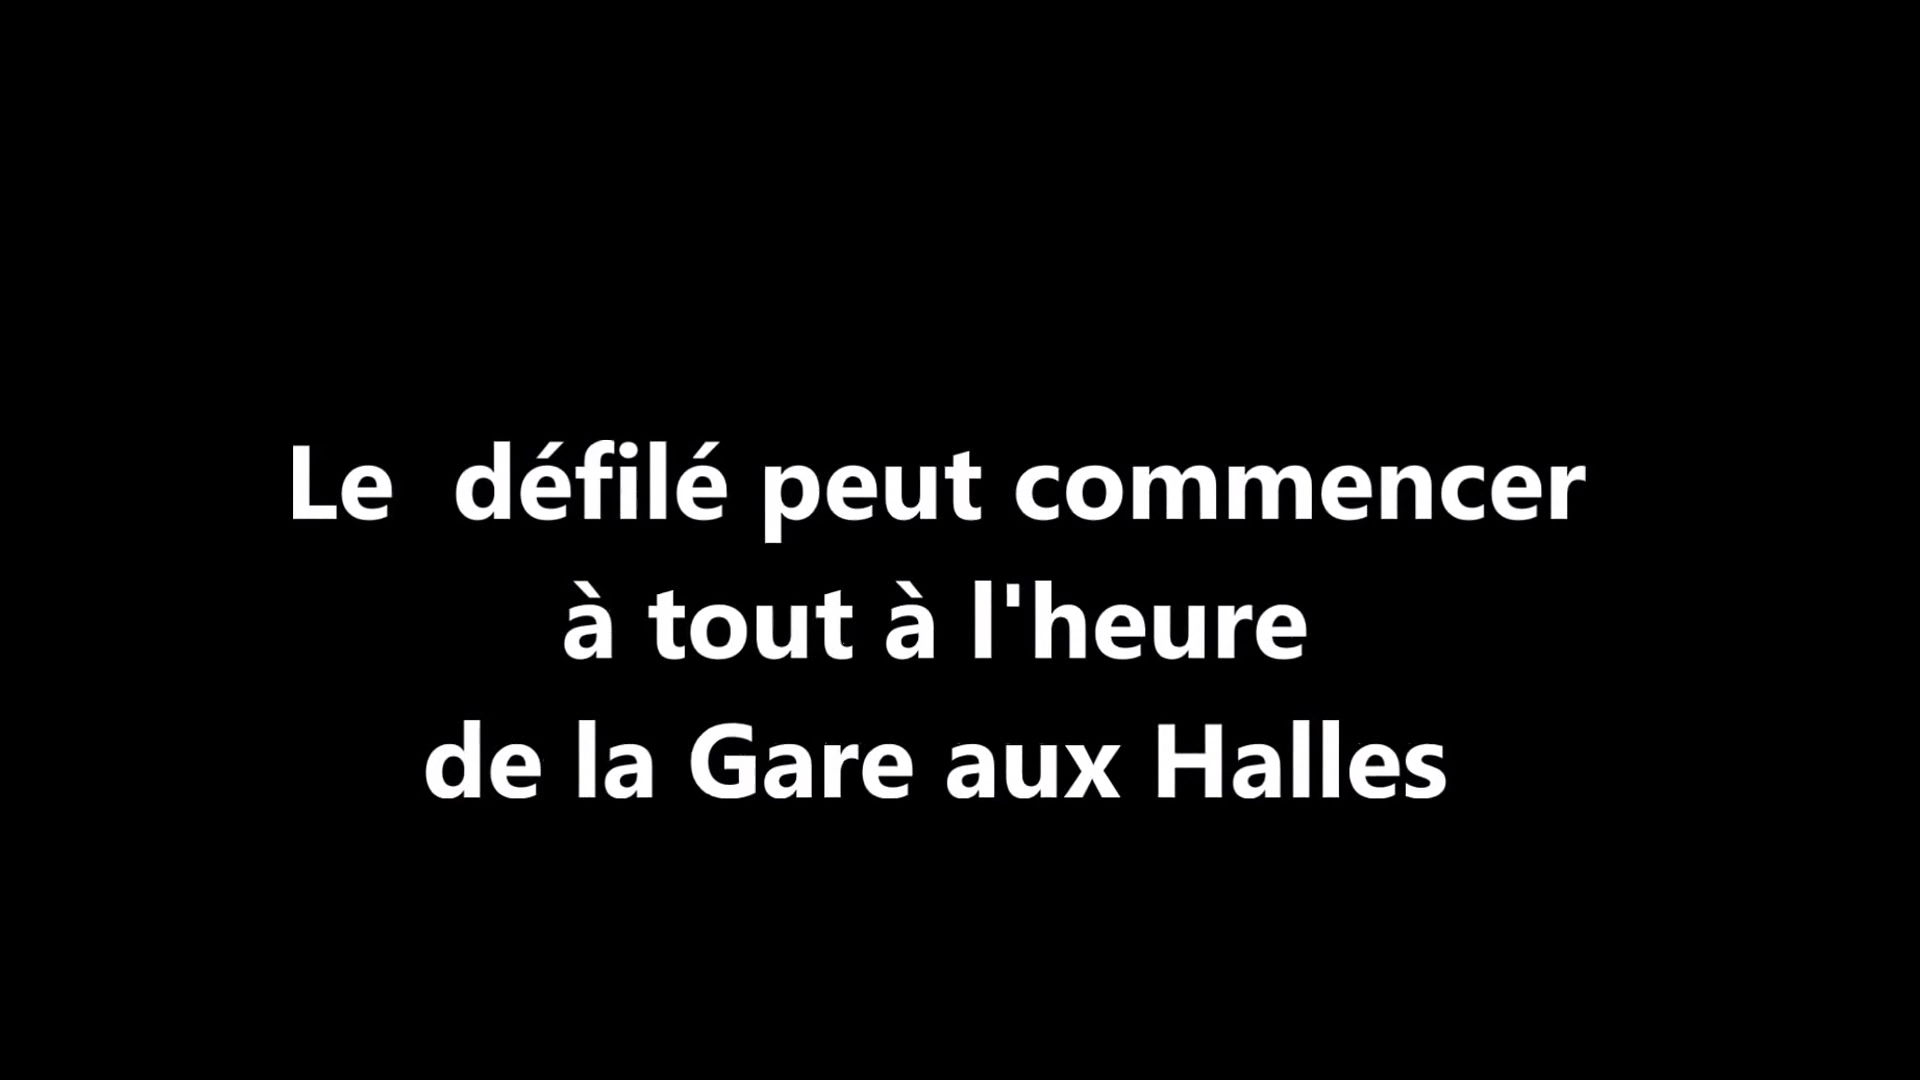 Le  défilé peut commencer
à tout à l'heure
de la Gare aux Halles